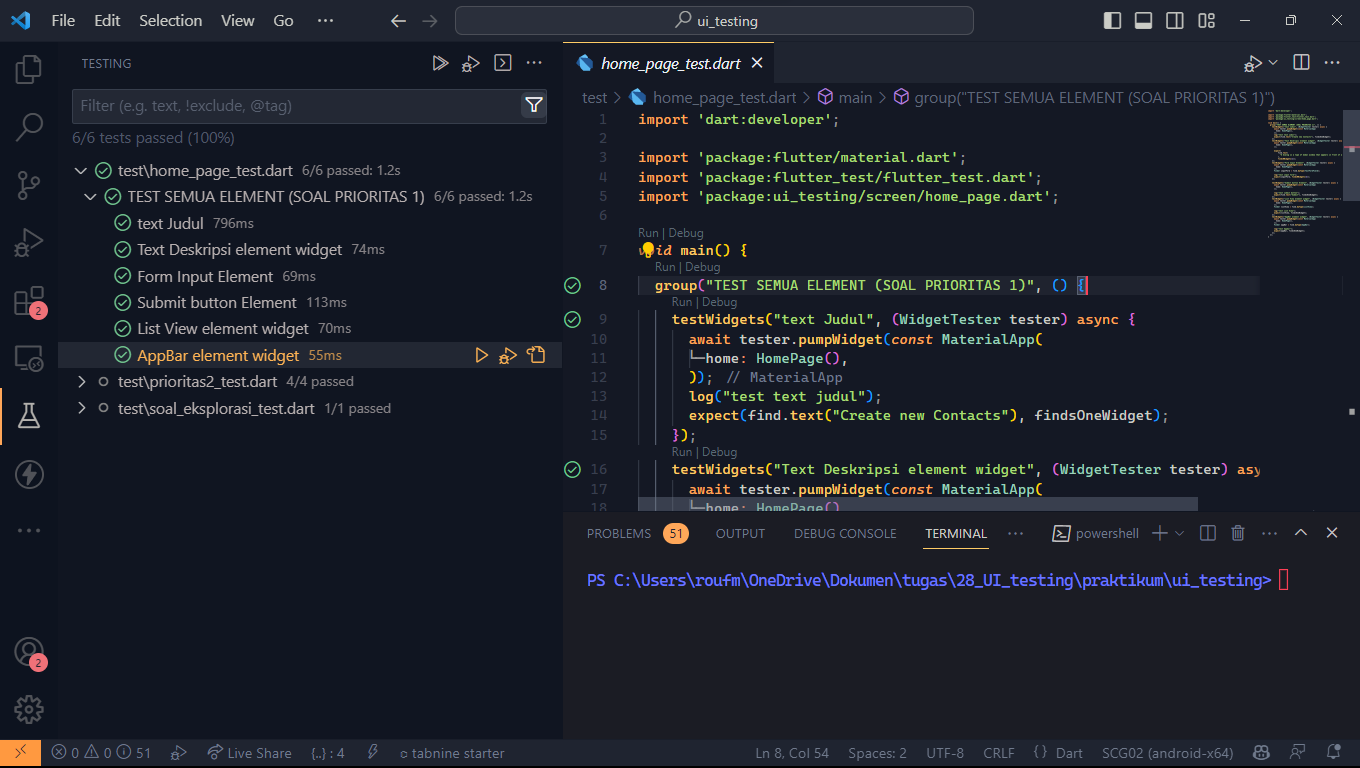 File Edit Selection View Go ··· ui_testing
TESTING
Filter (e.g. text, !exclude, @tag)
6/6 tests passed (100%)
test\home_page_test.dart 6/6 passed: 1.2s
TEST SEMUA ELEMENT (SOAL PRIORITAS 1) 6/6 passed: 1.2s
text Judul 796ms
Text Deskripsi element widget 74ms
Form Input Element 69ms
Submit button Element 113ms
List View element widget 70ms
AppBar element widget 55ms
test\prioritas2_test.dart 4/4 passed
test\soal_eksplorasi_test.dart 1/1 passed
2
2
home_page_test.dart
test > home_page_test.dart > main > group("TEST SEMUA ELEMENT (SOAL PRIORITAS 1)")
1 import 'dart:developer';
2
3 import 'package:flutter/material.dart';
4 import 'package:flutter_test/flutter_test.dart';
5 import 'package:ui_testing/screen/home_page.dart';
6
Run | Debug
7 void main() {
Run | Debug
8 group("TEST SEMUA ELEMENT (SOAL PRIORITAS 1)", () {
Run | Debug
9 testWidgets("text Judul", (WidgetTester tester) async {
10 await tester.pumpWidget(const MaterialApp(
11 home: HomePage(),
12 )); // MaterialApp
13 log("test text judul");
14 expect(find.text("Create new Contacts"), findsOneWidget);
15 });
Run | Debug
16 testWidgets("Text Deskripsi element widget", (WidgetTester tester) asy
17 await tester.pumpWidget(const MaterialApp(
18 home: HomePage()
PROBLEMS 51 OUTPUT DEBUG CONSOLE TERMINAL ··· powershell
PS C:\Users\roufm\OneDrive\Dokumen\tugas\28_UI_testing\praktikum\ui_testing>
0 0 51 Live Share {..} : 4 tabnine starter Ln 8, Col 54 Spaces: 2 UTF-8 CRLF {} Dart SCG02 (android-x64)